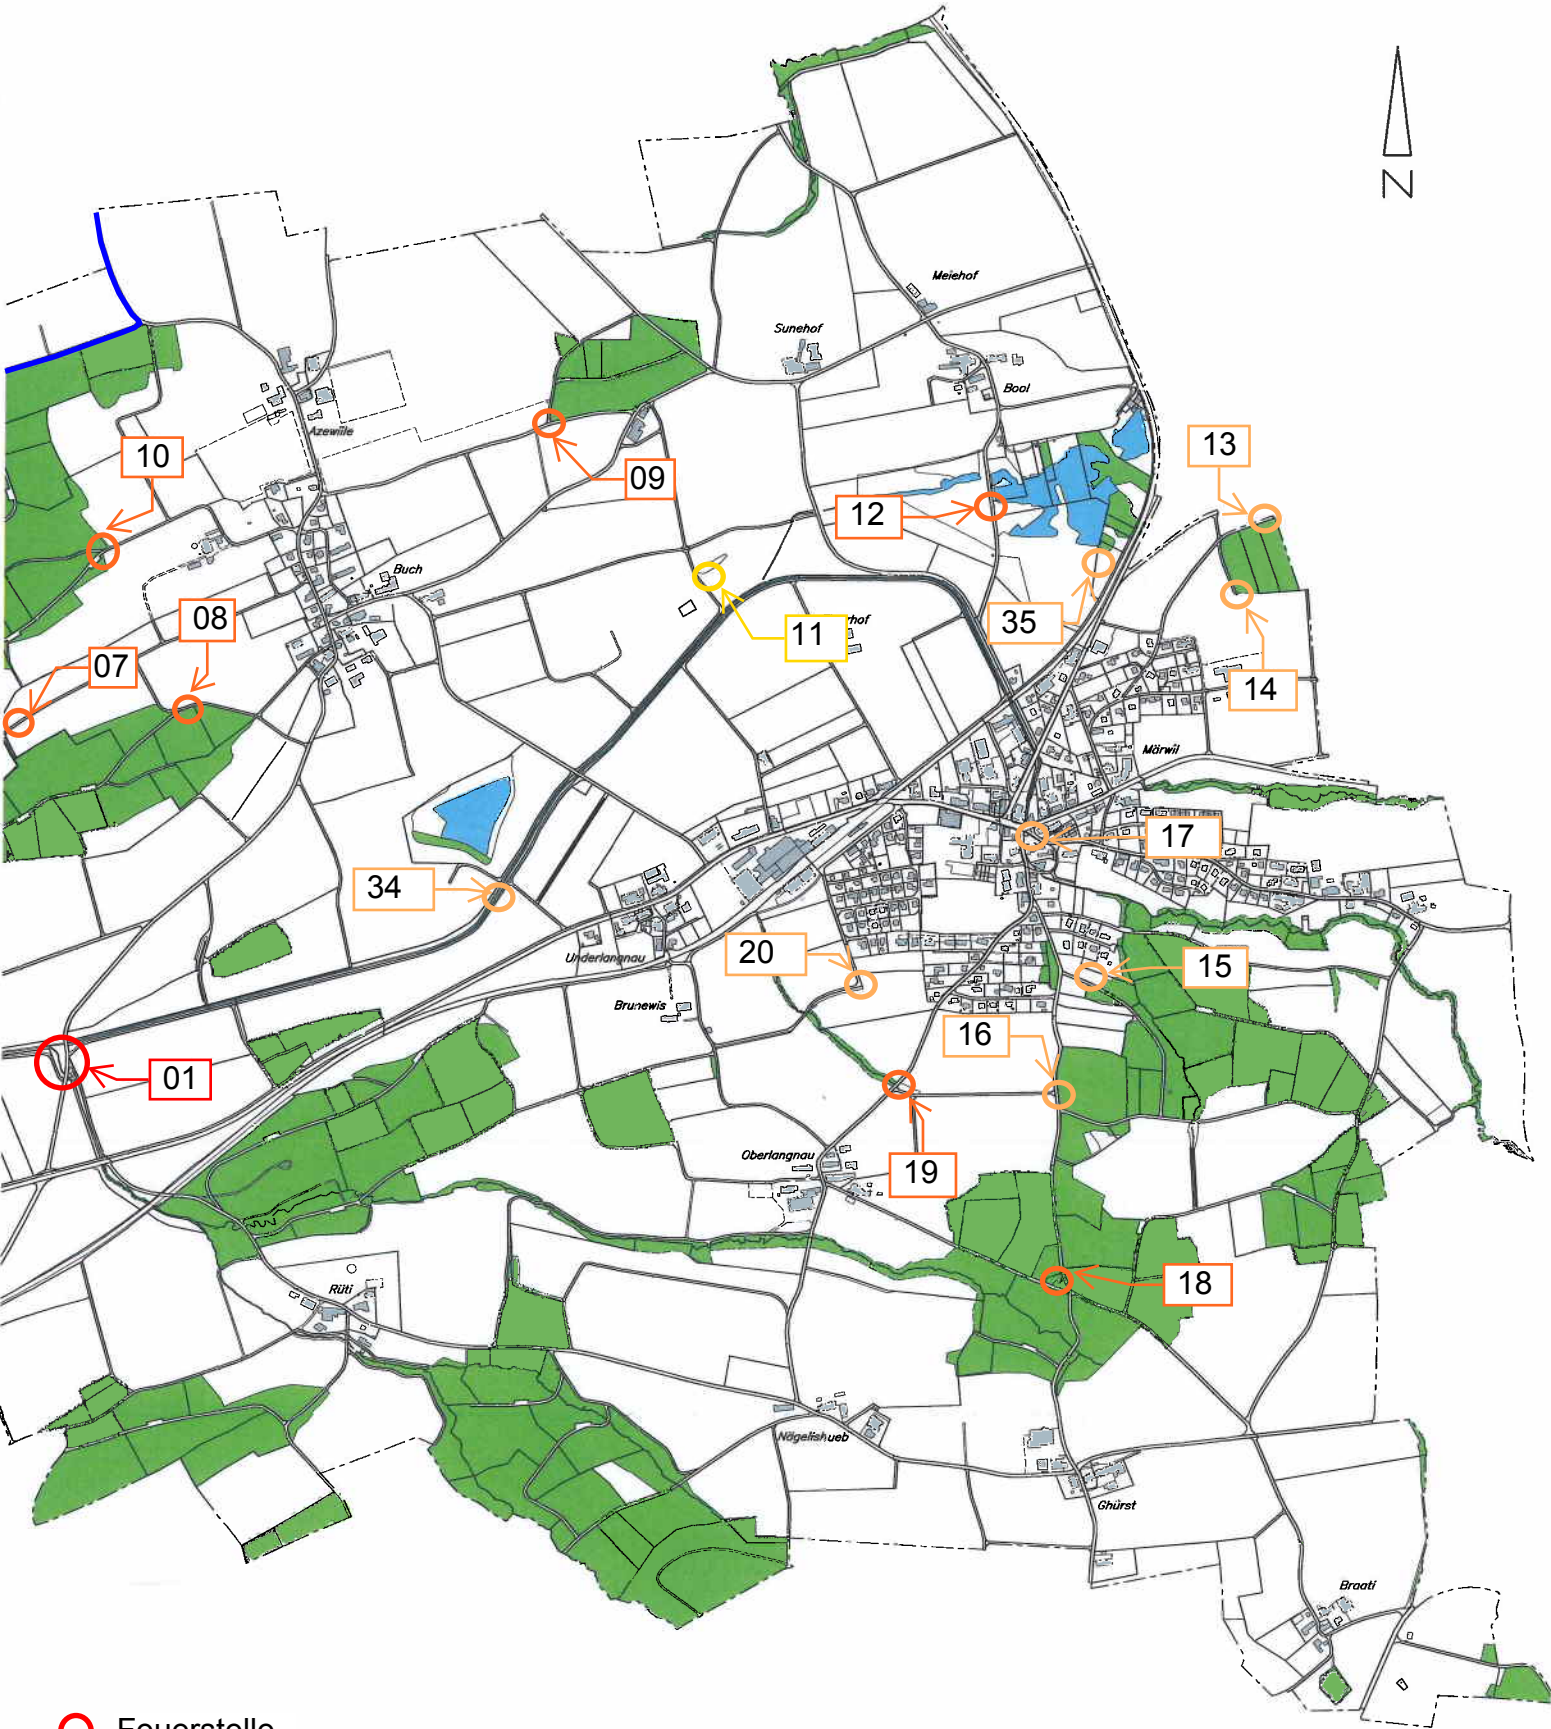 N
Meiehof
Sunehof
Bool
Azewiile
10
13
09
12
Buch
08
35
11
rhof
07
14
Märwil
17
34
20
15
Underlangnau
Brunewis
16
01
Oberlangnau
19
18
Rüti
Nägelishueb
Ghürst
Braati
Feuerstelle